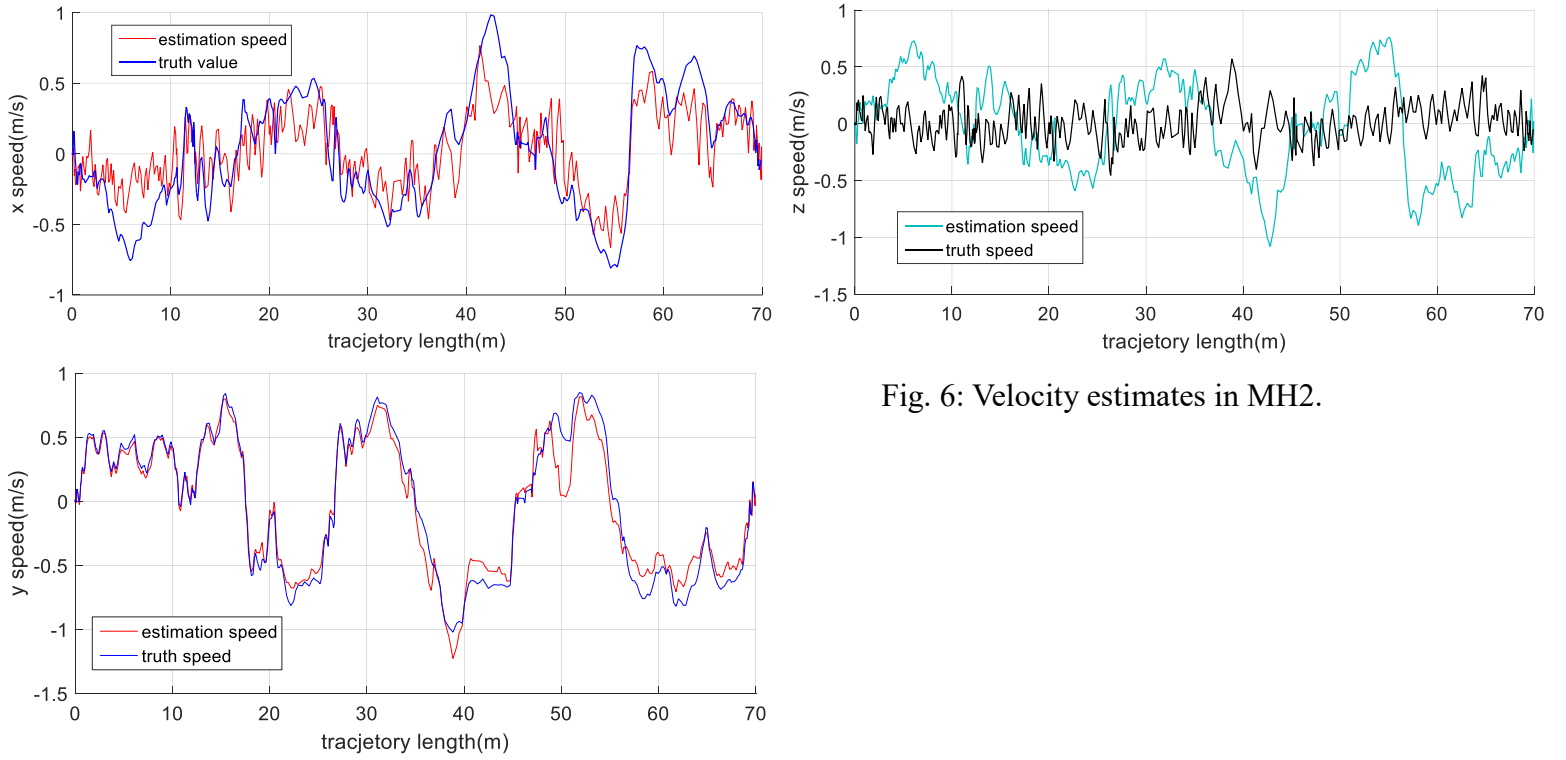 1
0.5
0
-0.5
-1
x speed(m/s)
estimation speed
truth value
0 10 20 30 40 50 60 70
tracjetory length(m)
1
0.5
0
-0.5
-1
-1.5
z speed(m/s)
estimation speed
truth speed
0 10 20 30 40 50 60 70
tracjetory length(m)
1
0.5
0
-0.5
-1
-1.5
y speed(m/s)
estimation speed
truth speed
0 10 20 30 40 50 60 70
tracjetory length(m)
Fig. 6: Velocity estimates in MH2.